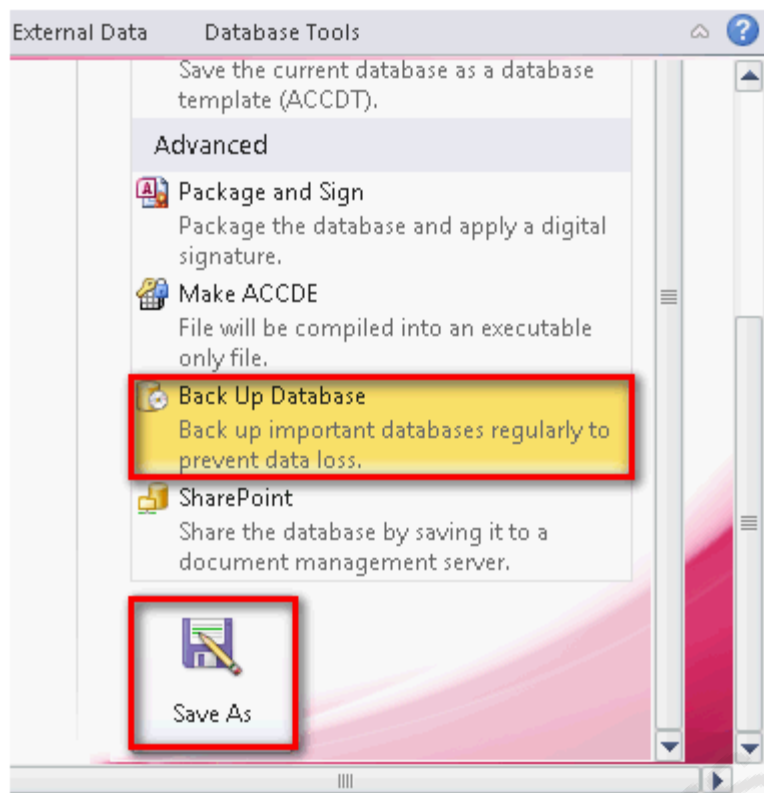 External Data Database Tools
Save the current database as a database
template (ACCDT).
Advanced
Package and Sign
Package the database and apply a digital
signature.
Make ACCDE
File will be compiled into an executable
only file.
Back Up Database
Back up important databases regularly to
prevent data loss.
SharePoint
Share the database by saving it to a
document management server.
Save As